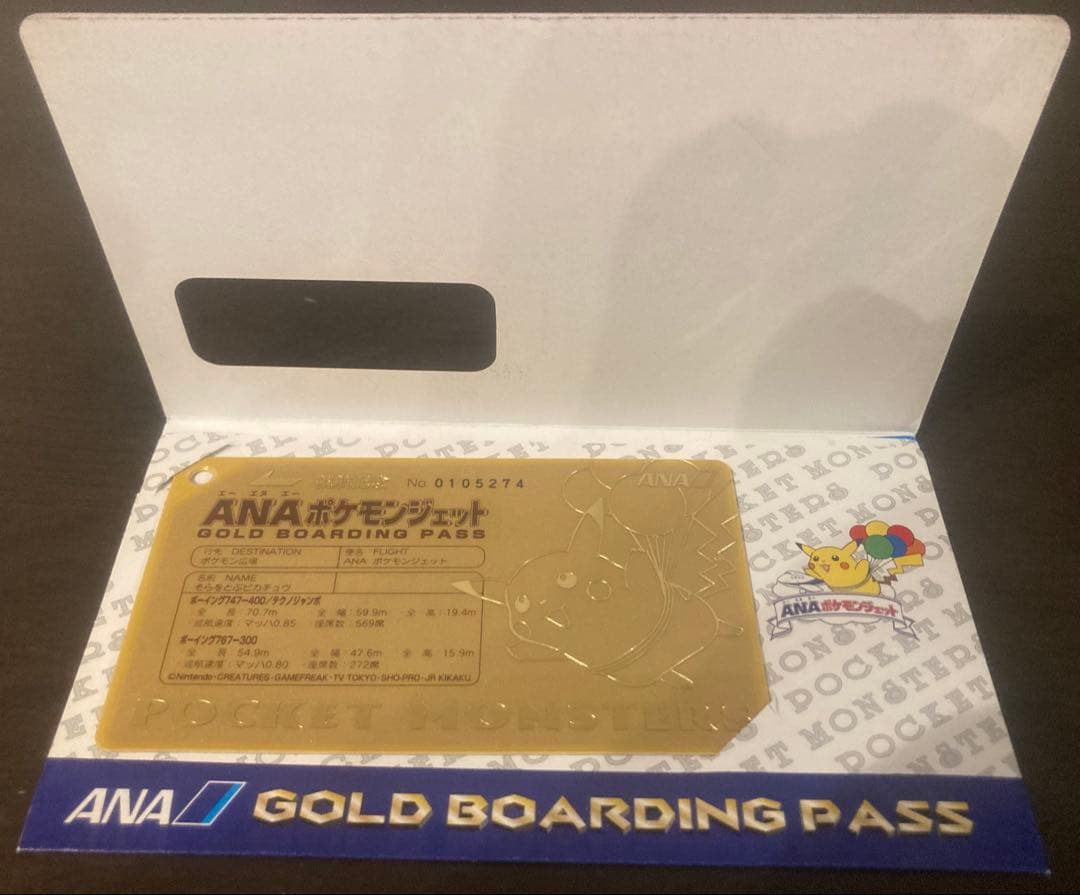 No 0105274
ANA
エー エヌ エー
ANAポケモンジェット
GOLD BOARDING PASS
行先 DESTINATION
ポケモン広場
便名 FLIGHT
ANA ポケモンジェット
名前 NAME
そらをとぶピカチュウ
ボーイング747-400/テクノジャンボ
全 長:70.7m 全 幅:59.9m 全 高:19.4m
巡航速度:マッハ0.85 座席数:569席
ボーイング767-300
全 長:54.9m 全 幅:47.6m 全 高:15.9m
巡航速度:マッハ0.80 座席数:272席
©Nintendo・CREATURES・GAMEFREAK・TV TOKYO・SHO-PRO・JR KIKAKU
POCKET MONSTERS
ANAポケモンジェット
POCKET MONSTERS
ANA GOLD BOARDING PASS